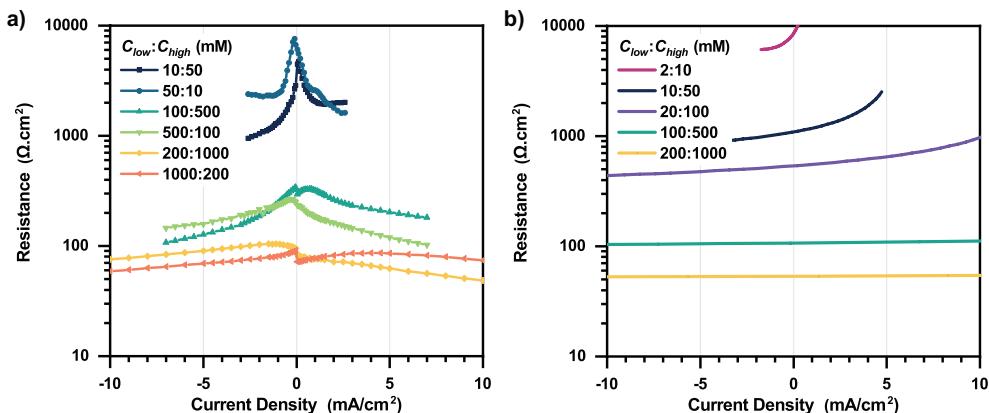 a)
10000
1000
100
10
Resistance (Ω.cm²)
C_low:C_high (mM)
10:50
50:10
100:500
500:100
200:1000
1000:200
-10 -5 0 5 10
Current Density (mA/cm²)
b)
10000
1000
100
10
Resistance (Ω.cm²)
C_low:C_high (mM)
2:10
10:50
20:100
100:500
200:1000
-10 -5 0 5 10
Current Density (mA/cm²)